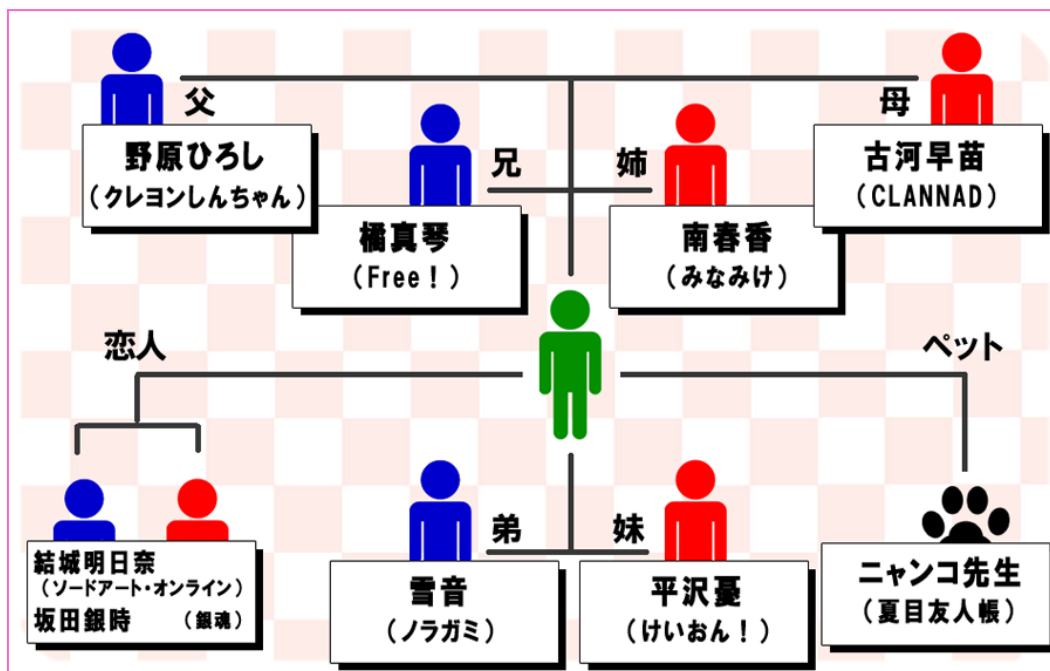 父
母
野原ひろし
（クレヨンしんちゃん）
古河早苗
（CLANNAD）
兄
姉
橘真琴
（Free！）
南春香
（みなみけ）
恋人
ペット
結城明日奈
（ソードアート・オンライン）
坂田銀時　（銀魂）
弟
妹
雪音
（ノラガミ）
平沢憂
（けいおん！）
ニャンコ先生
（夏目友人帳）